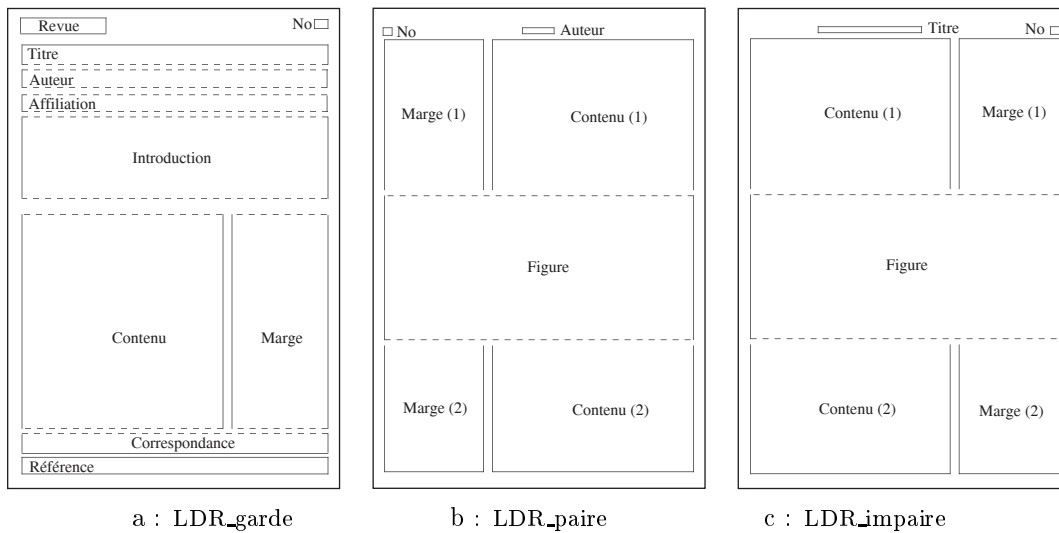 Revue
No
Titre
Auteur
Affiliation
Introduction
Contenu
Marge
Correspondance
Référence
a : LDR_garde
No
Auteur
Marge (1)
Contenu (1)
Figure
Marge (2)
Contenu (2)
b : LDR_paire
Titre
No
Contenu (1)
Marge (1)
Figure
Contenu (2)
Marge (2)
c : LDR_impaire